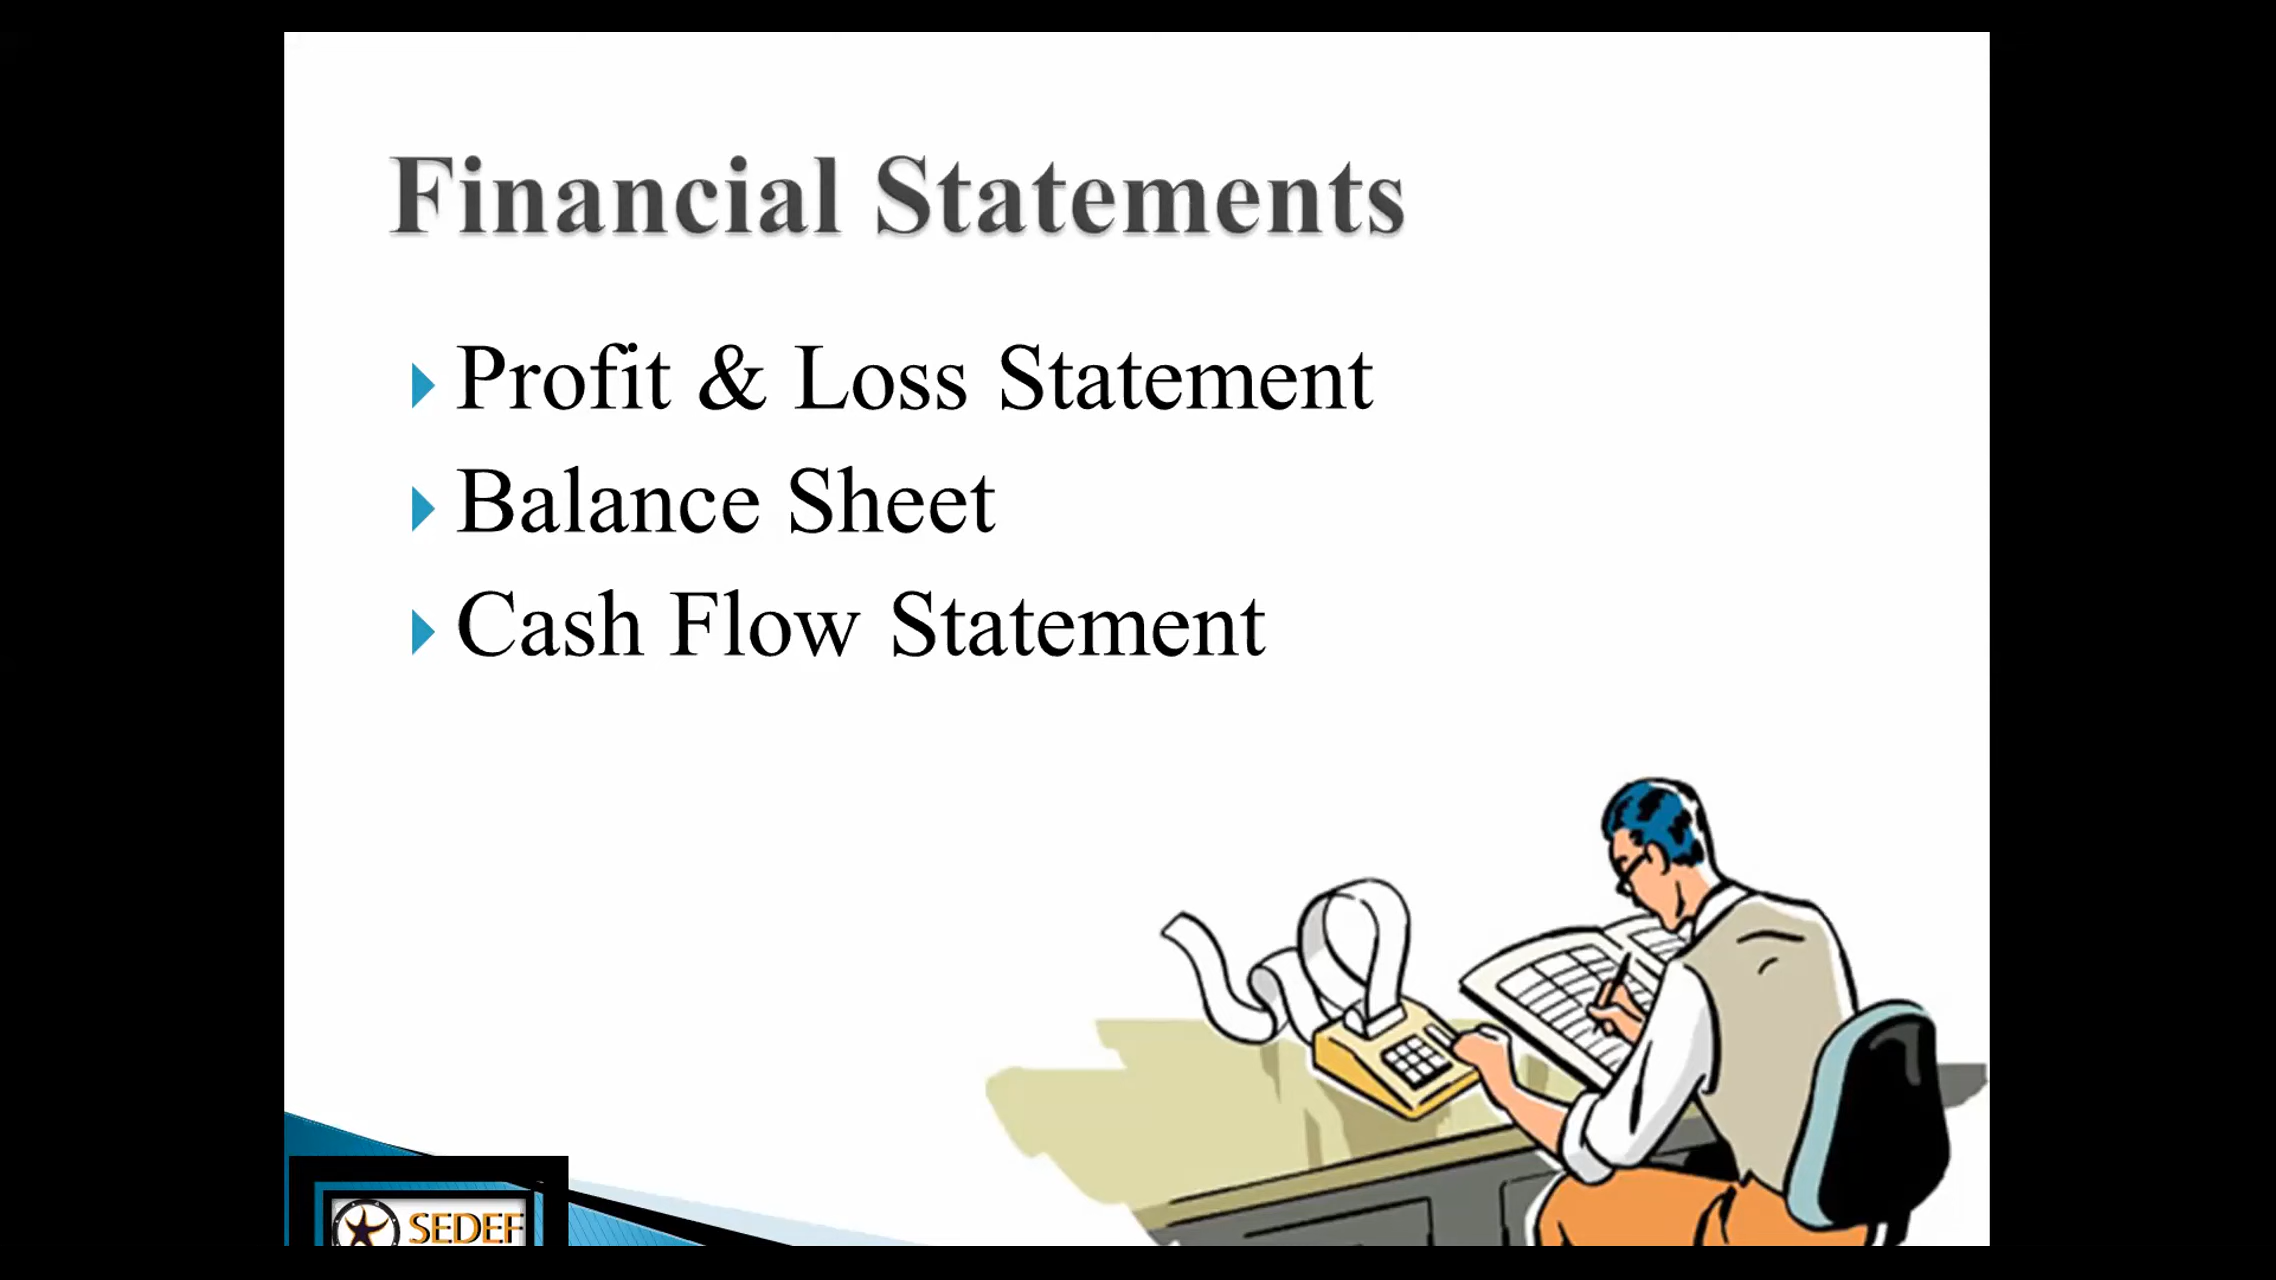 Financial Statements
Profit & Loss Statement
Balance Sheet
Cash Flow Statement
SEDEF